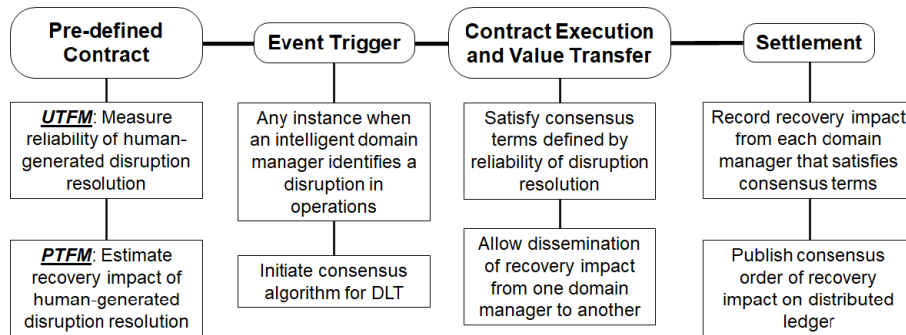 Pre-defined
Contract
Event Trigger
Contract Execution
and Value Transfer
Settlement
UTFM: Measure
reliability of human-
generated disruption
resolution
PTFM: Estimate
recovery impact of
human-generated
disruption resolution
Any instance when
an intelligent domain
manager identifies a
disruption in
operations
Initiate consensus
algorithm for DLT
Satisfy consensus
terms defined by
reliability of disruption
resolution
Allow dissemination
of recovery impact
from one domain
manager to another
Record recovery impact
from each domain
manager that satisfies
consensus terms
Publish consensus
order of recovery
impact on distributed
ledger